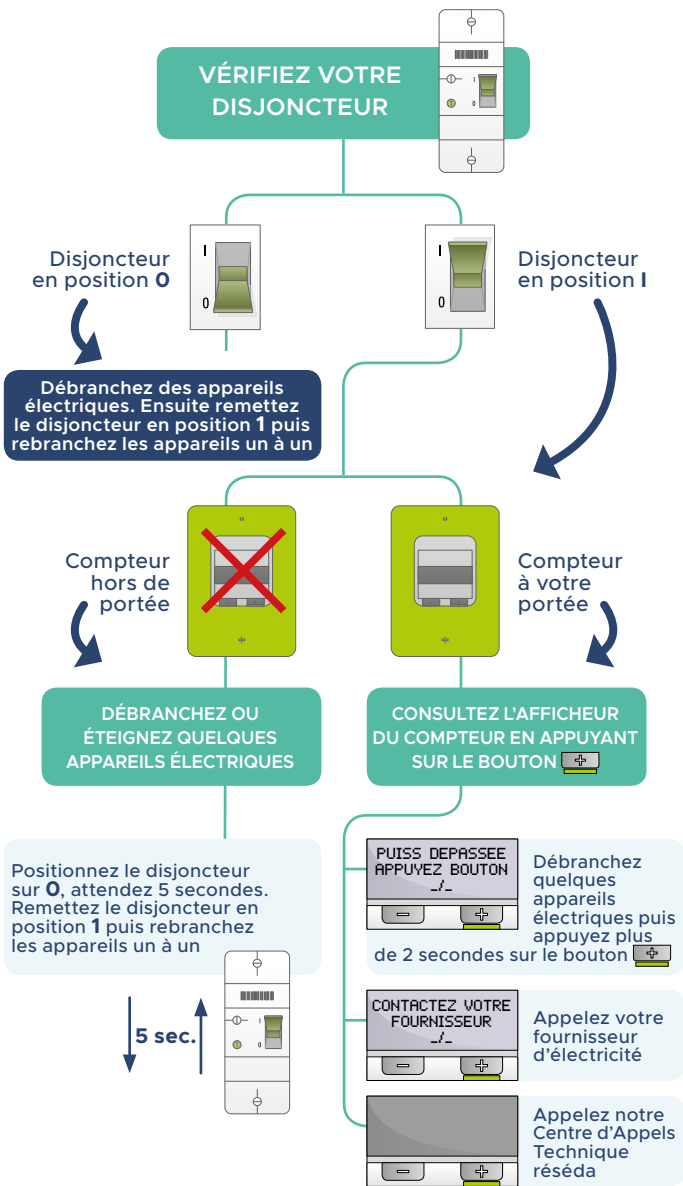 VÉRIFIEZ VOTRE
DISJONCTEUR
I
0
Disjoncteur
en position 0
I
0
I
0
Disjoncteur
en position I
Débranchez des appareils
électriques. Ensuite remettez
le disjoncteur en position 1 puis
rebranchez les appareils un à un
Compteur
hors de
portée
Compteur
à votre
portée
DÉBRANCHEZ OU
ÉTEIGNEZ QUELQUES
APPAREILS ÉLECTRIQUES
CONSULTEZ L'AFFICHEUR
DU COMPTEUR EN APPUYANT
SUR LE BOUTON +
Positionnez le disjoncteur
sur 0, attendez 5 secondes.
Remettez le disjoncteur en
position 1 puis rebranchez
les appareils un à un
5 sec.
I
0
PUISS DEPASSEE
APPUYEZ BOUTON
_/_
− +
Débranchez
quelques
appareils
électriques puis
appuyez plus
de 2 secondes sur le bouton +
CONTACTEZ VOTRE
FOURNISSEUR
_/_
− +
Appelez votre
fournisseur
d'électricité
− +
Appelez notre
Centre d'Appels
Technique
réséda